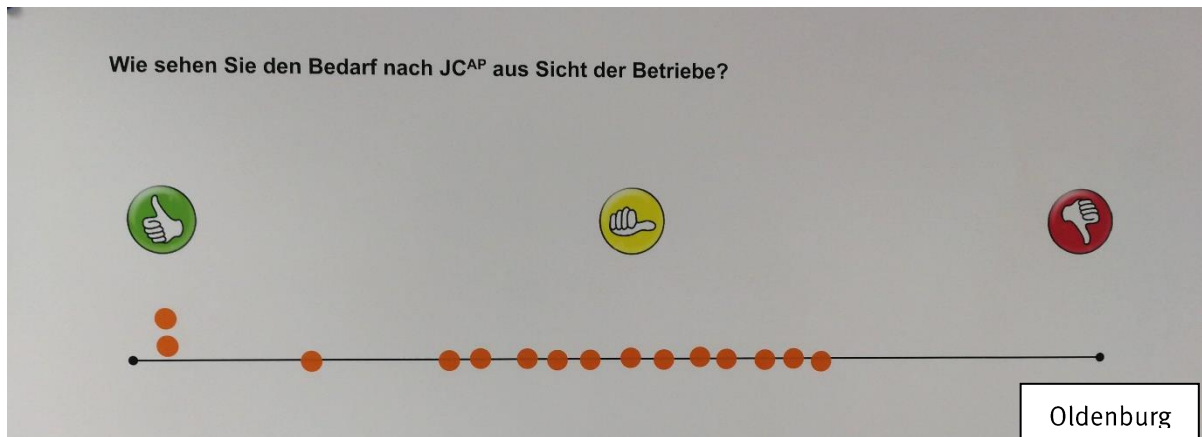 Wie sehen Sie den Bedarf nach JCᴬᴾ aus Sicht der Betriebe?
Oldenburg